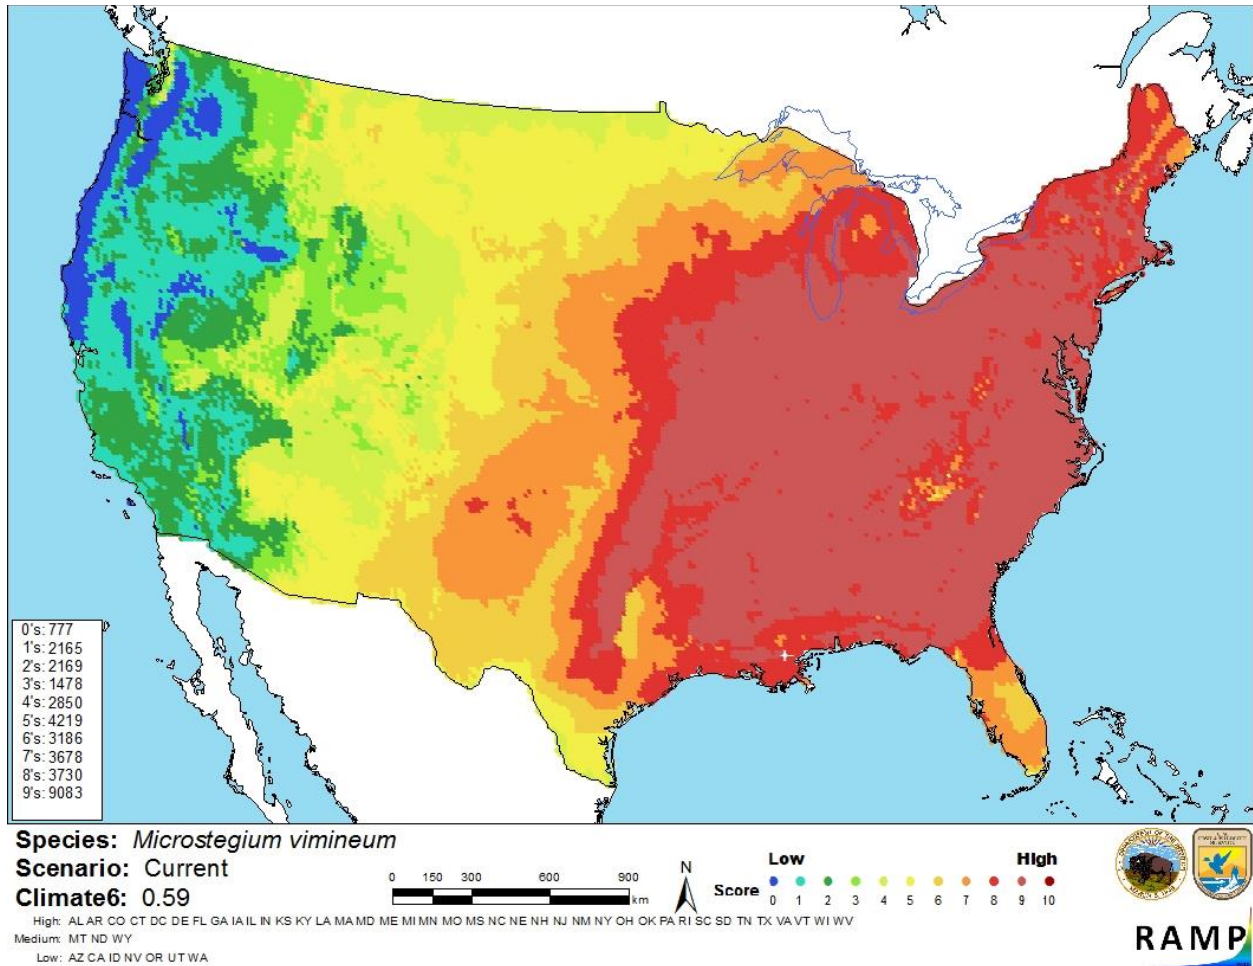 0's: 777
1's: 2165
2's: 2169
3's: 1478
4's: 2850
5's: 4219
6's: 3186
7's: 3678
8's: 3730
9's: 9083
Species: Microstegium vimineum
Scenario: Current
Climate6: 0.59
0 150 300 600 900
km
N
Low High
Score 0 1 2 3 4 5 6 7 8 9 10
High: AL AR CO CT DC DE FL GA IA IL IN KS KY LA MA MD ME MI MN MO MS NC NE NH NJ NM NY OH OK PA RI SC SD TN TX VA VT WI WV
Medium: MT ND WY
Low: AZ CA ID NV OR UT WA
RAMP